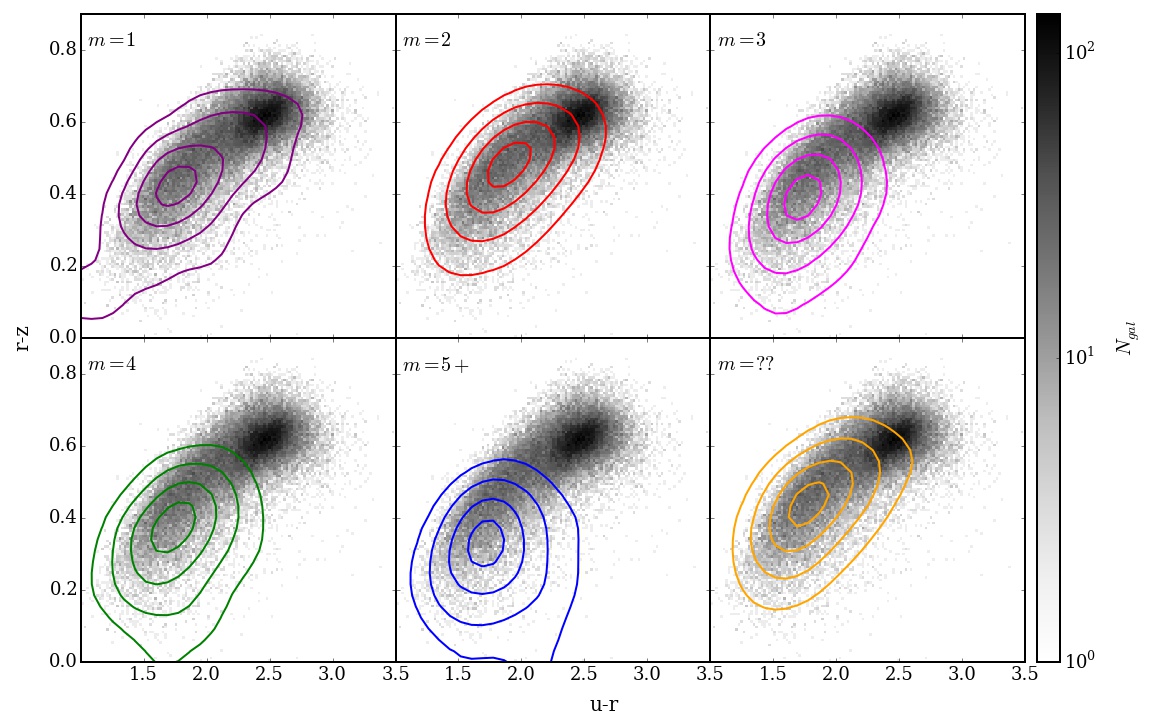 m = 1
m = 2
m = 3
0.8
0.6
0.4
0.2
0.0
10²
10¹
10⁰
N_gal
r-z
m = 4
m = 5+
m = ??
0.8
0.6
0.4
0.2
0.0
1.5 2.0 2.5 3.0 3.5 1.5 2.0 2.5 3.0 3.5 1.5 2.0 2.5 3.0 3.5
u-r